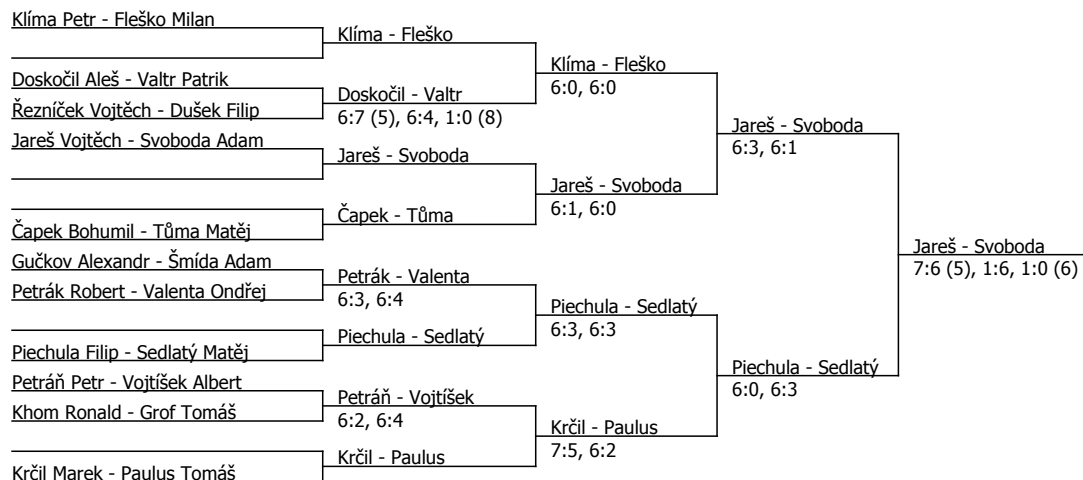 Klíma Petr - Fleško Milan
Doskočil Aleš - Valtr Patrik
Řezníček Vojtěch - Dušek Filip
Jareš Vojtěch - Svoboda Adam
Čapek Bohumil - Tůma Matěj
Gučkov Alexandr - Šmída Adam
Petrák Robert - Valenta Ondřej
Piechula Filip - Sedlatý Matěj
Petráň Petr - Vojtíšek Albert
Khom Ronald - Grof Tomáš
Krčil Marek - Paulus Tomáš
Klíma - Fleško
Doskočil - Valtr
6:7 (5), 6:4, 1:0 (8)
Jareš - Svoboda
Čapek - Tůma
Petrák - Valenta
6:3, 6:4
Piechula - Sedlatý
Petráň - Vojtíšek
6:2, 6:4
Krčil - Paulus
Klíma - Fleško
6:0, 6:0
Jareš - Svoboda
6:1, 6:0
Piechula - Sedlatý
6:3, 6:3
Krčil - Paulus
7:5, 6:2
Jareš - Svoboda
6:3, 6:1
Piechula - Sedlatý
6:0, 6:3
Jareš - Svoboda
7:6 (5), 1:6, 1:0 (6)